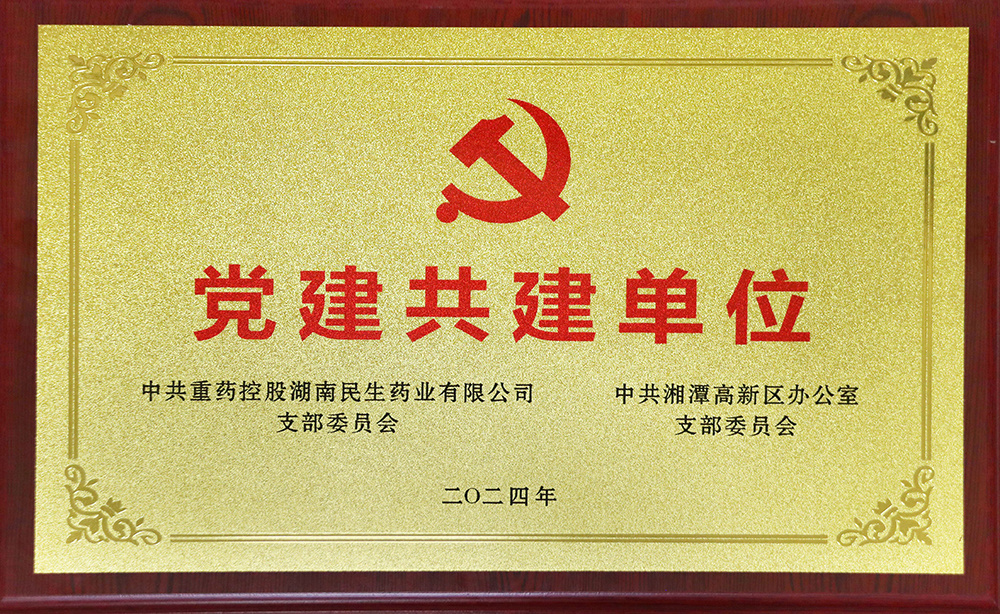 党建共建单位
中共重药控股湖南民生药业有限公司
支部委员会
中共湘潭高新区办公室
支部委员会
二〇二四年